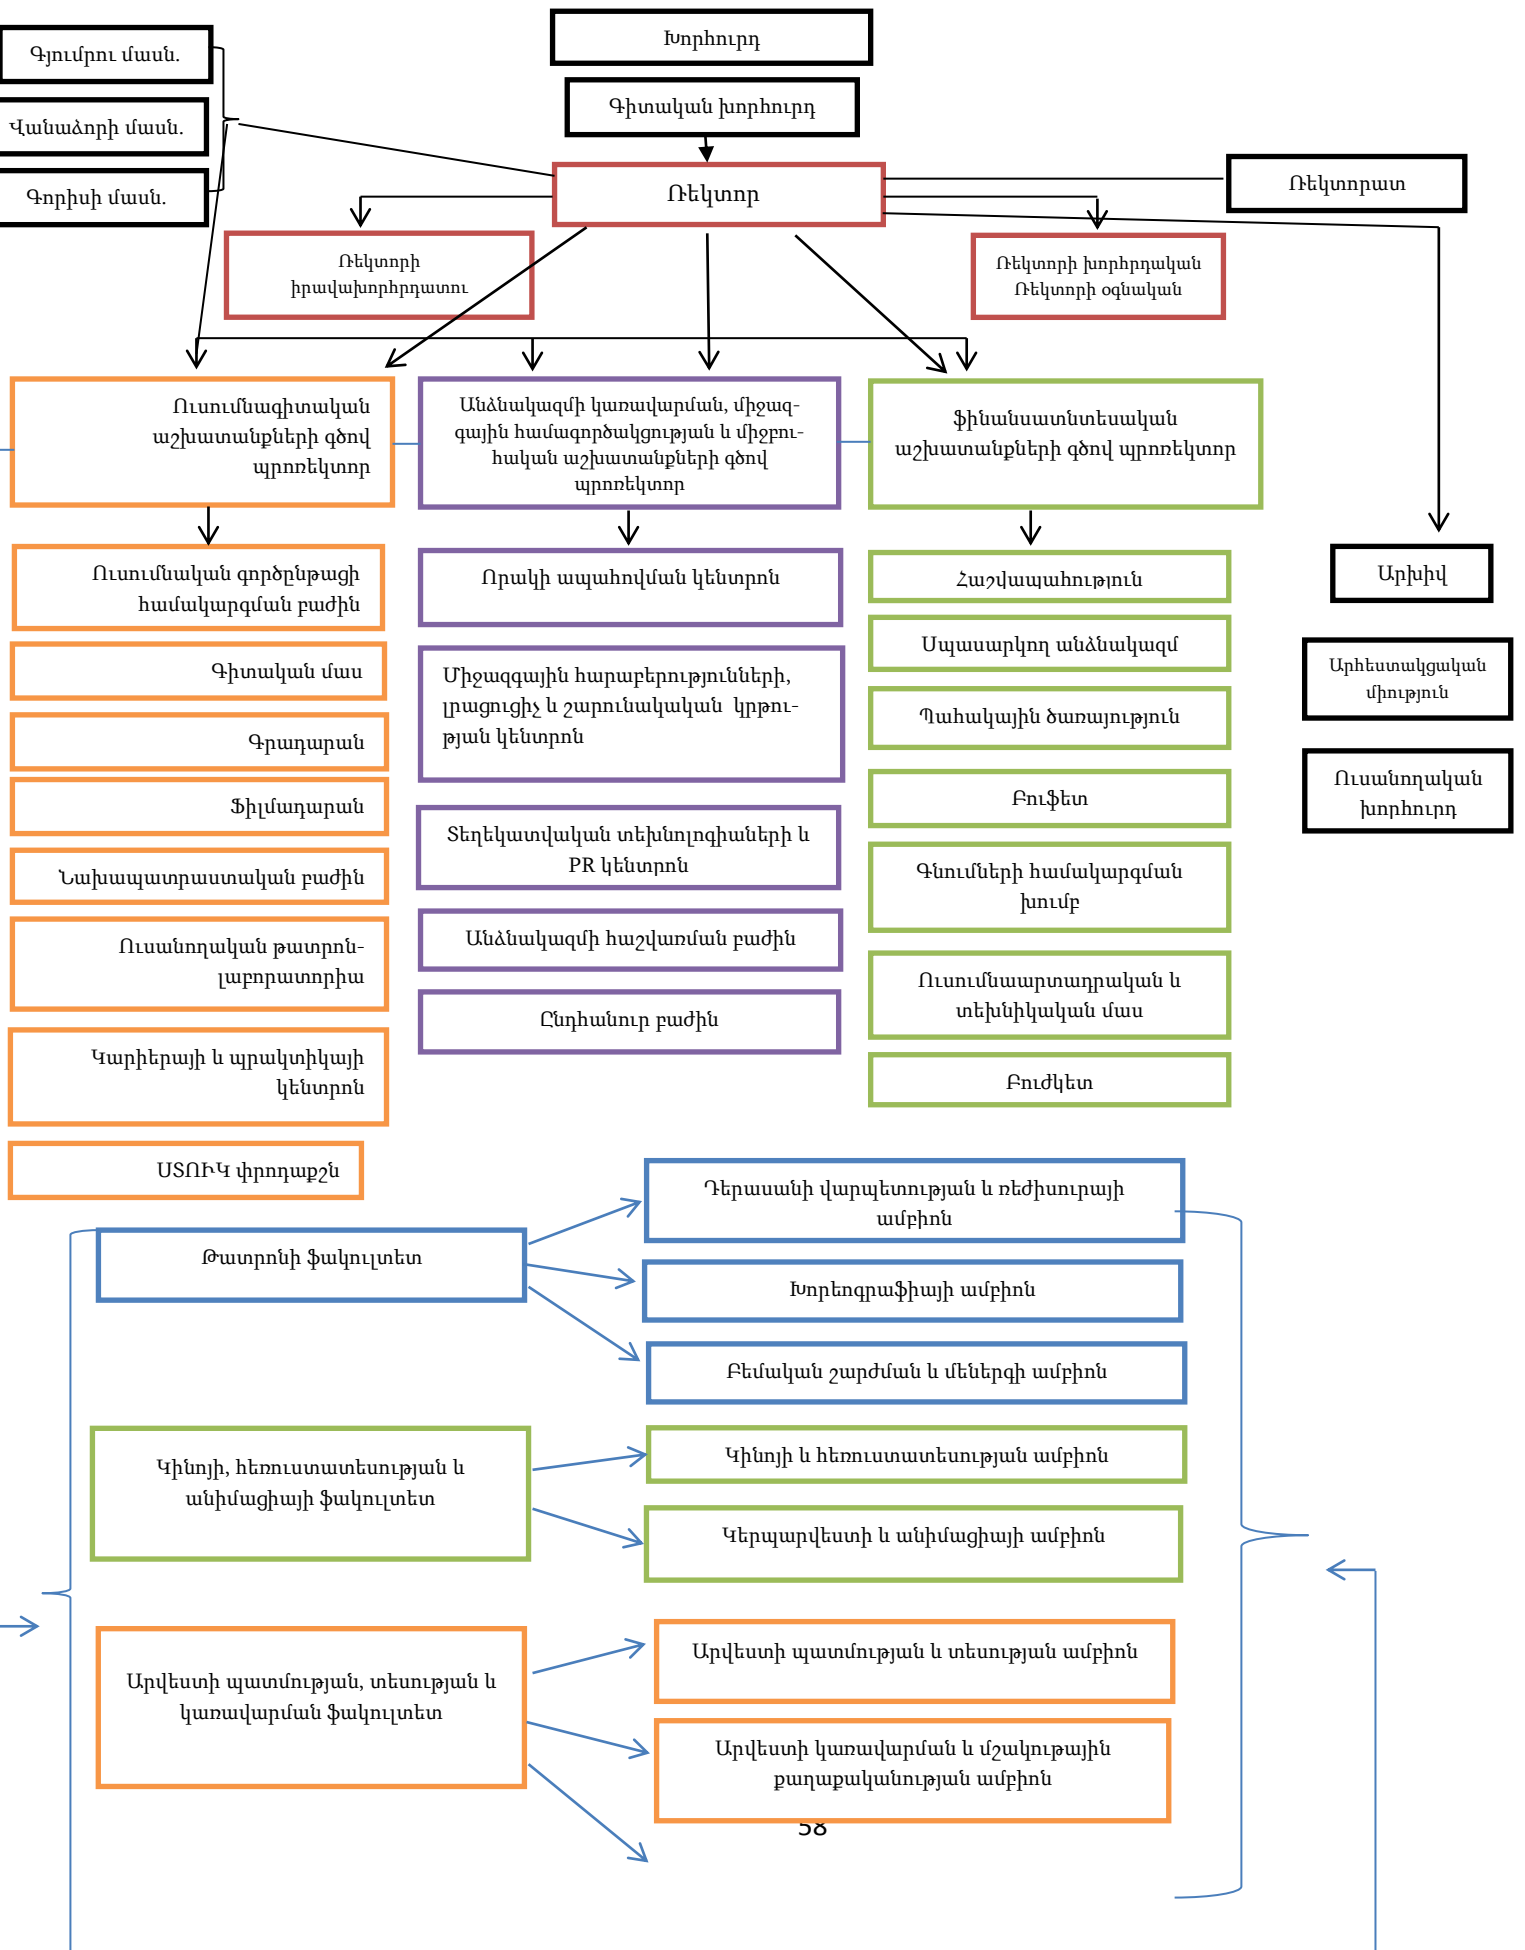 Խորհուրդ
Գյումրու մասն.
Գիտական խորհուրդ
Վանաձորի մասն.
Գորիսի մասն.
Ռեկտոր
Ռեկտորատ
Ռեկտորի
իրավախորհրդատու
Ռեկտորի խորհրդական
Ռեկտորի օգնական
Ուսումնագիտական
աշխատանքների գծով
պրոռեկտոր
Անձնակազմի կառավարման, միջազ-
գային համագործակցության և միջբու-
հական աշխատանքների գծով
պրոռեկտոր
ֆինանսատնտեսական
աշխատանքների գծով պրոռեկտոր
Ուսումնական գործընթացի
համակարգման բաժին
Գիտական մաս
Գրադարան
Ֆիլմադարան
Նախապատրաստական բաժին
Ուսանողական թատրոն-
լաբորատորիա
Կարիերայի և պրակտիկայի
կենտրոն
ՍՏՈՒԿ փրոդաքշն
Որակի ապահովման կենտրոն
Միջազգային հարաբերությունների,
լրացուցիչ և շարունակական կրթու-
թյան կենտրոն
Տեղեկատվական տեխնոլոգիաների և
PR կենտրոն
Անձնակազմի հաշվառման բաժին
Ընդհանուր բաժին
Հաշվապահություն
Սպասարկող անձնակազմ
Պահակային ծառայություն
Բուֆետ
Գնումների համակարգման
խումբ
Ուսումնաարտադրական և
տեխնիկական մաս
Բուժկետ
Արխիվ
Արհեստակցական
միություն
Ուսանողական
խորհուրդ
Թատրոնի ֆակուլտետ
Դերասանի վարպետության և ռեժիսուրայի
ամբիոն
Խորեոգրաֆիայի ամբիոն
Բեմական շարժման և մեներգի ամբիոն
Կինոյի, հեռուստատեսության և
անիմացիայի ֆակուլտետ
Կինոյի և հեռուստատեսության ամբիոն
Կերպարվեստի և անիմացիայի ամբիոն
Արվեստի պատմության, տեսության և
կառավարման ֆակուլտետ
Արվեստի պատմության և տեսության ամբիոն
Արվեստի կառավարման և մշակութային
քաղաքականության ամբիոն
58